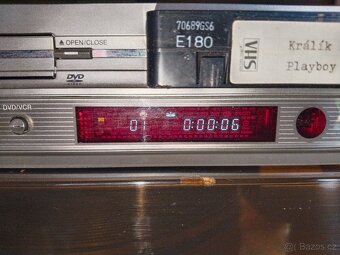 70689GS6
E180
VHS
Králík
Playboy
OPEN/CLOSE
DVD
DVD/VCR
01 0:00:06
© Bazos.cz